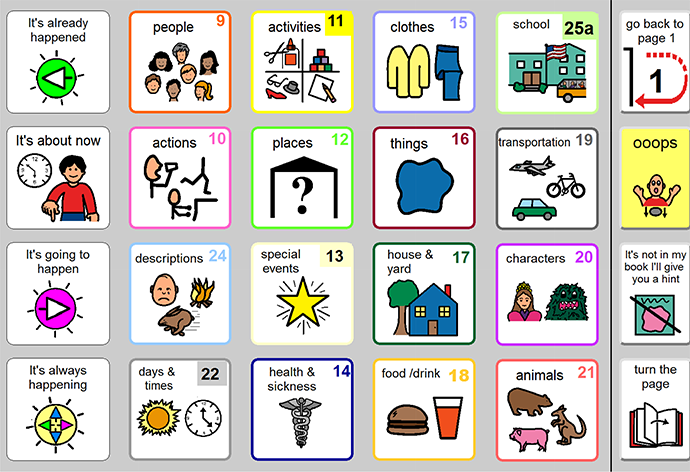 It's already
happened
people
9
activities
11
clothes
15
school
25a
go back to
page 1
1
It's about now
actions
10
places
12
?
things
16
transportation
19
ooops
It's going to
happen
descriptions
24
special
events
13
house &
yard
17
characters
20
It's not in my
book I'll give
you a hint
It's always
happening
days &
times
22
health &
sickness
14
food /drink
18
animals
21
turn the
page